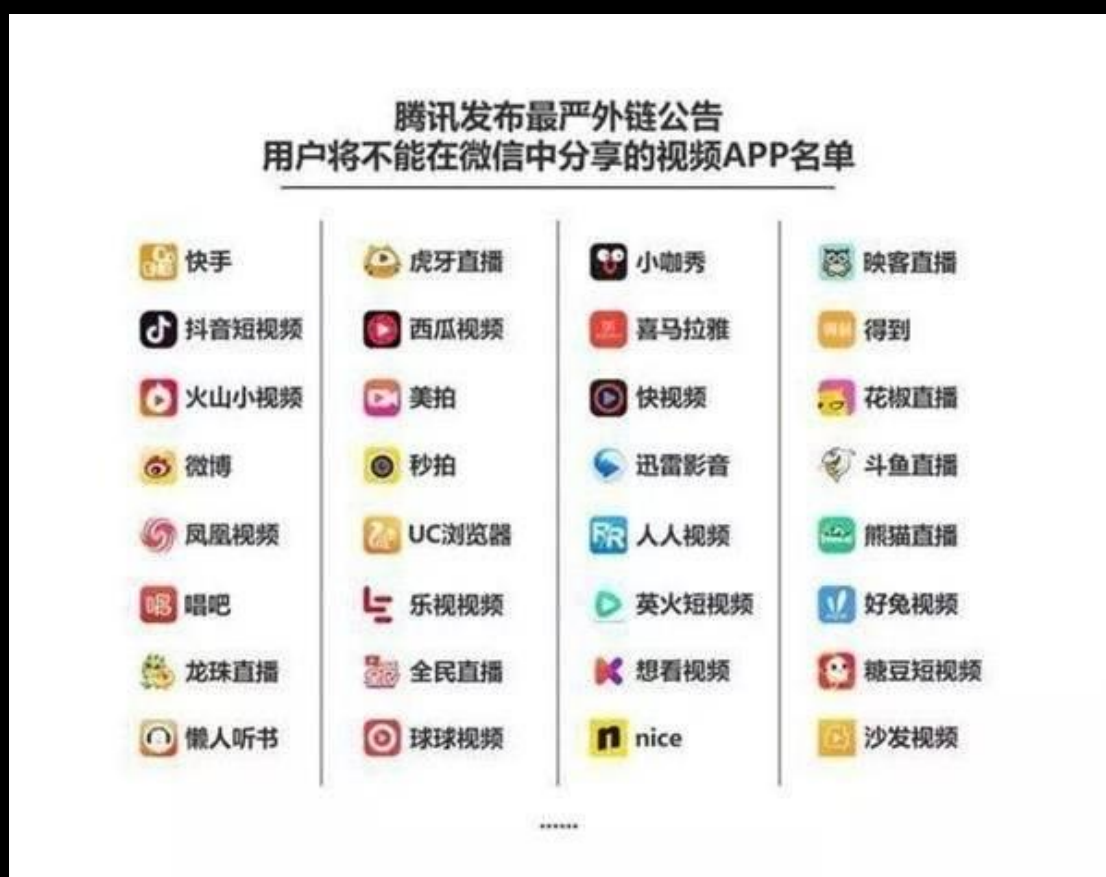 腾讯发布最严外链公告
用户将不能在微信中分享的视频APP名单
快手 虎牙直播 小咖秀 映客直播
抖音短视频 西瓜视频 喜马拉雅 得到
火山小视频 美拍 快视频 花椒直播
微博 秒拍 迅雷影音 斗鱼直播
凤凰视频 UC浏览器 人人视频 熊猫直播
唱吧 乐视视频 英火短视频 好兔视频
龙珠直播 全民直播 想看视频 糖豆短视频
懒人听书 球球视频 nice 沙发视频
......